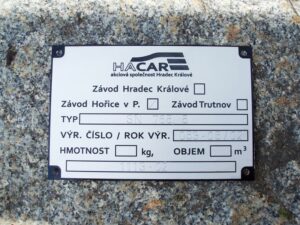 HACAR
akciová společnost Hradec Králové
Závod Hradec Králové
Závod Hořice v P.
Závod Trutnov
TYP
VÝR. ČÍSLO / ROK VÝR.
HMOTNOST kg, OBJEM m³